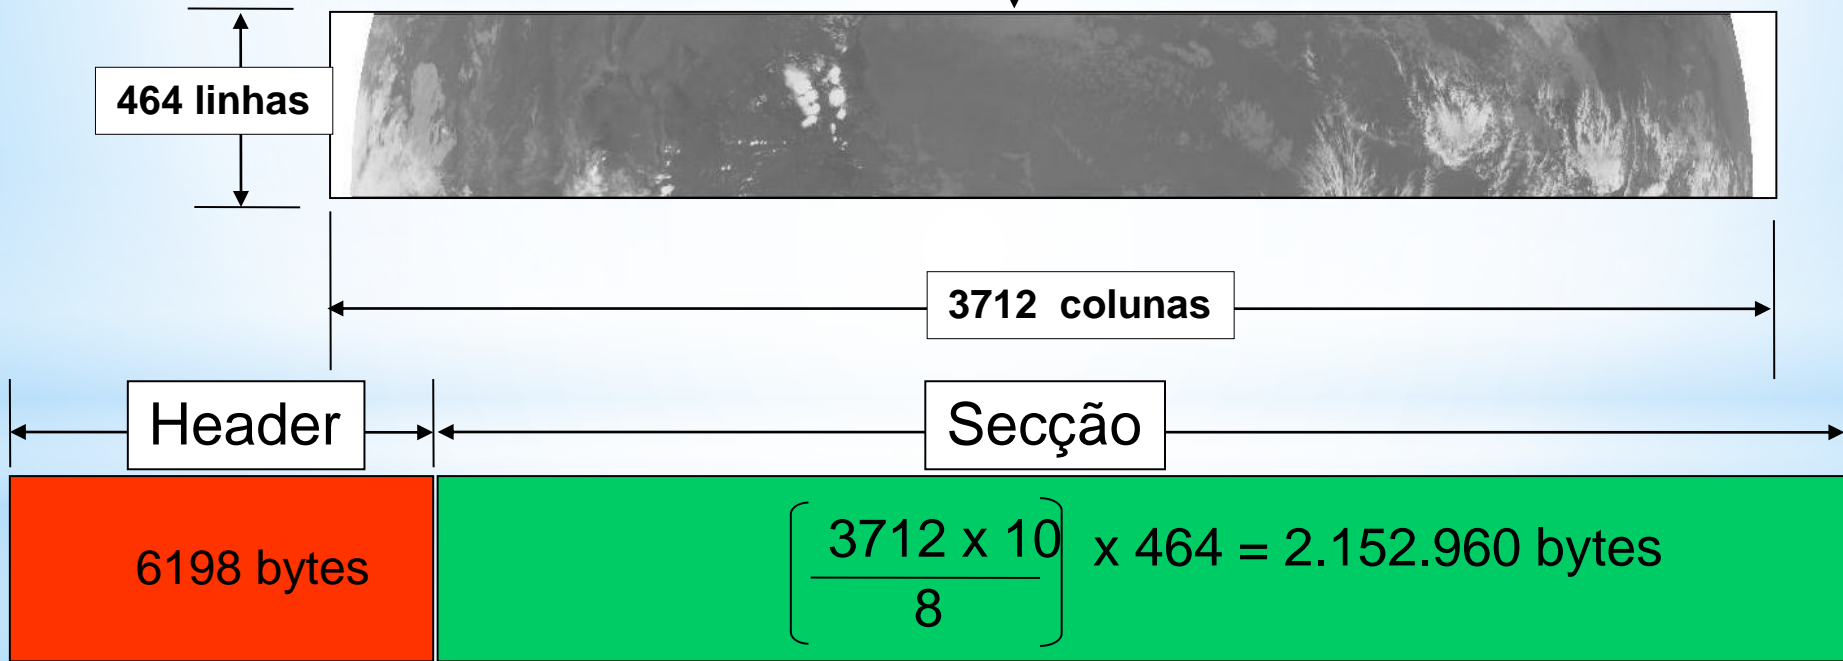 464 linhas
3712 colunas
Header
Secção
6198 bytes
3712 x 10
8
x 464 = 2.152.960 bytes